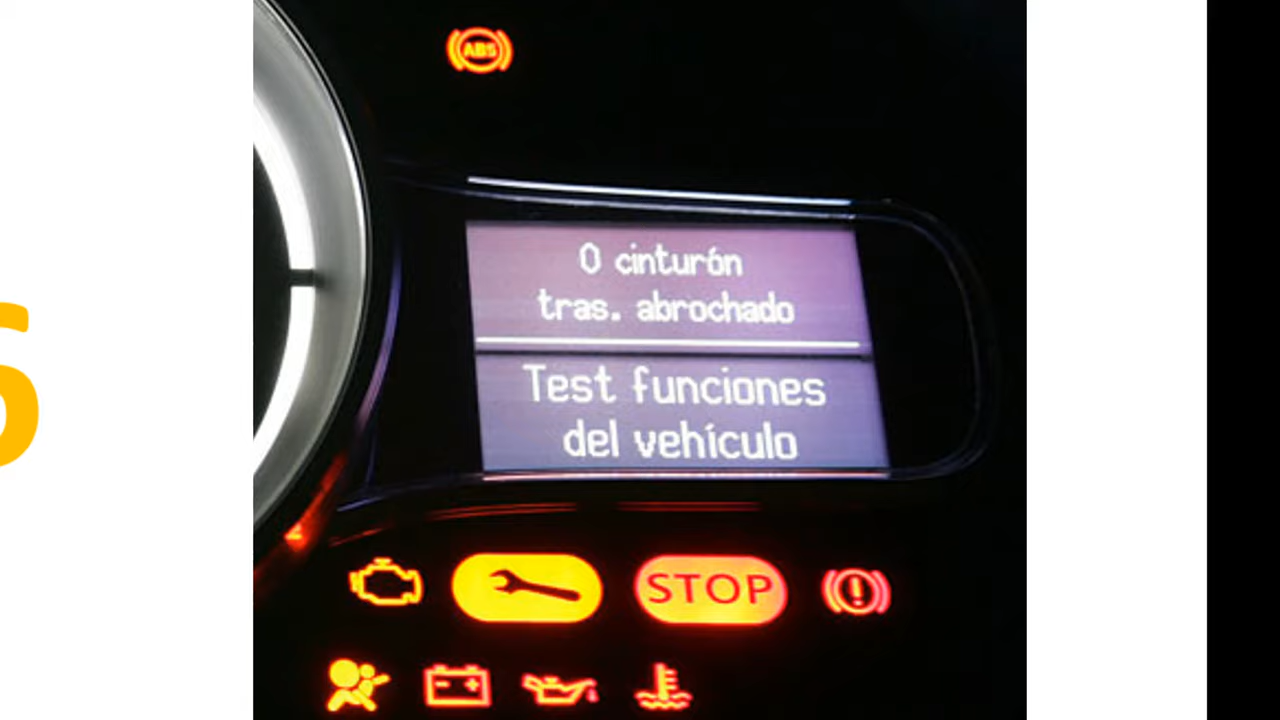 ABS
0 cinturón
tras. abrochado
Test funciones
del vehículo
STOP